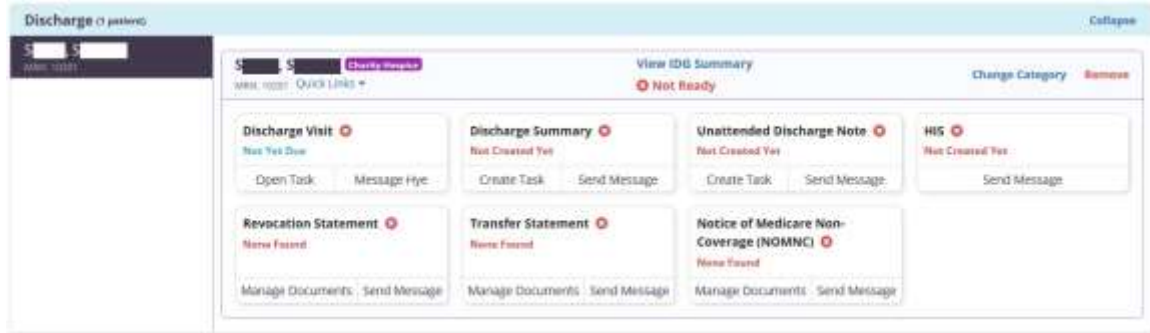 Discharge (1 patient)
Collapse
S , S
MRN: 10331
S , S Charity Hospice
MRN: 10331 Quick Links
View IDG Summary
Not Ready
Change Category Remove
Discharge Visit
Not Yet Due
Open Task Message Hye
Discharge Summary
Not Created Yet
Create Task Send Message
Unattended Discharge Note
Not Created Yet
Create Task Send Message
HIS
Not Created Yet
Send Message
Revocation Statement
None Found
Manage Documents Send Message
Transfer Statement
None Found
Manage Documents Send Message
Notice of Medicare Non-
Coverage (NOMNC)
None Found
Manage Documents Send Message